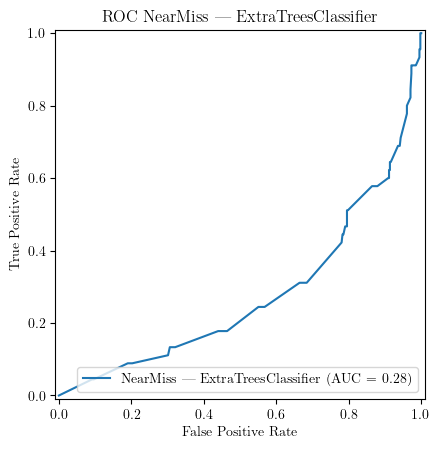 ROC NearMiss — ExtraTreesClassifier
True Positive Rate
1.0
0.8
0.6
0.4
0.2
0.0
NearMiss — ExtraTreesClassifier (AUC = 0.28)
0.0 0.2 0.4 0.6 0.8 1.0
False Positive Rate